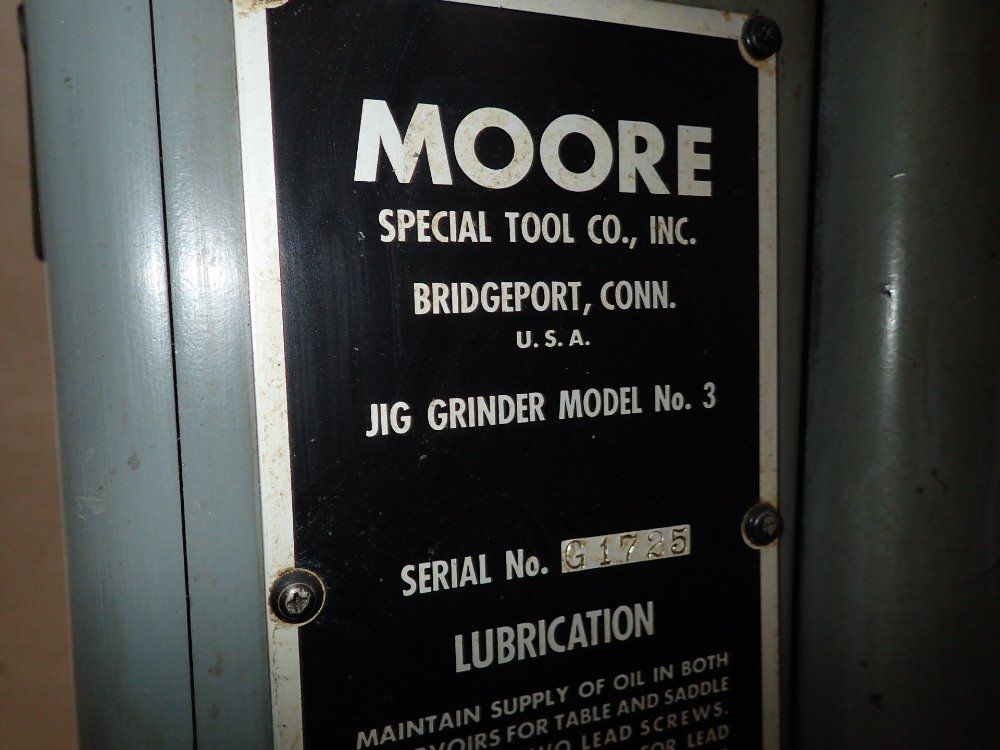 MOORE
SPECIAL TOOL CO., INC.
BRIDGEPORT, CONN.
U. S. A.
JIG GRINDER MODEL No. 3
SERIAL No. G1725
LUBRICATION
MAINTAIN SUPPLY OF OIL IN BOTH
FOR TABLE AND SADDLE
LEAD SCREWS.
FOR LEAD